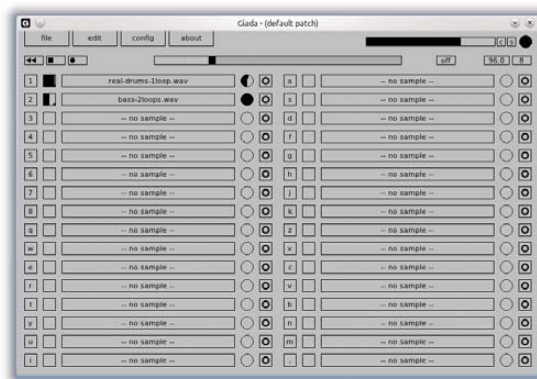 G Giada - (default patch)
file edit config about
c s
off 96.0 8
1 real-drums-1loop.wav a -- no sample --
2 bass-2loops.wav s -- no sample --
3 -- no sample -- d -- no sample --
4 -- no sample -- f -- no sample --
5 -- no sample -- g -- no sample --
6 -- no sample -- h -- no sample --
7 -- no sample -- j -- no sample --
8 -- no sample -- k -- no sample --
q -- no sample -- z -- no sample --
w -- no sample -- x -- no sample --
e -- no sample -- c -- no sample --
r -- no sample -- v -- no sample --
t -- no sample -- b -- no sample --
y -- no sample -- n -- no sample --
u -- no sample -- m -- no sample --
i -- no sample -- . -- no sample --